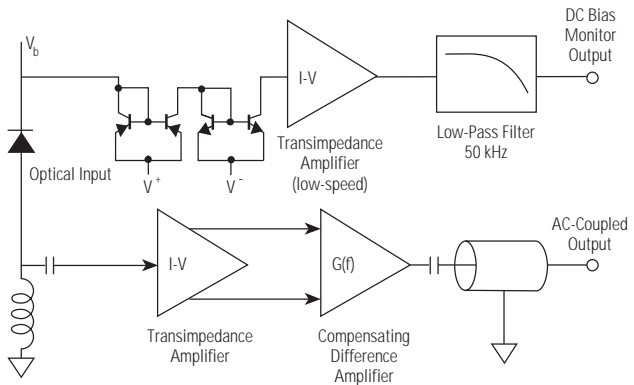 V_b
DC Bias
Monitor
Output
I-V
Low-Pass Filter
50 kHz
Transimpedance
Amplifier
(low-speed)
Optical Input
V+
V-
AC-Coupled
Output
I-V
G(f)
Transimpedance
Amplifier
Compensating
Difference
Amplifier